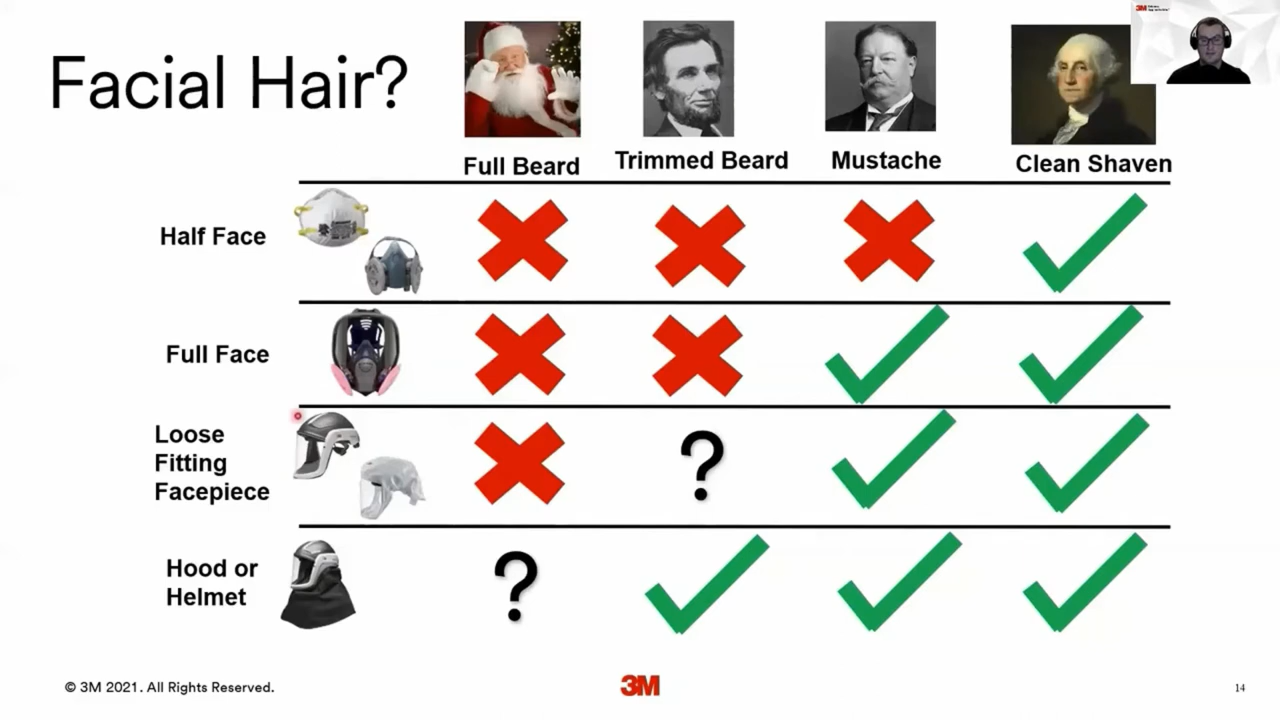 Facial Hair?
Full Beard
Trimmed Beard
Mustache
Clean Shaven
Half Face
Full Face
Loose
Fitting
Facepiece
?
Hood or
Helmet
?
© 3M 2021. All Rights Reserved.
3M
14
3M